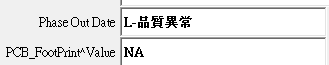 Phase Out Date L-品質異常
PCB_FootPrint^Value NA